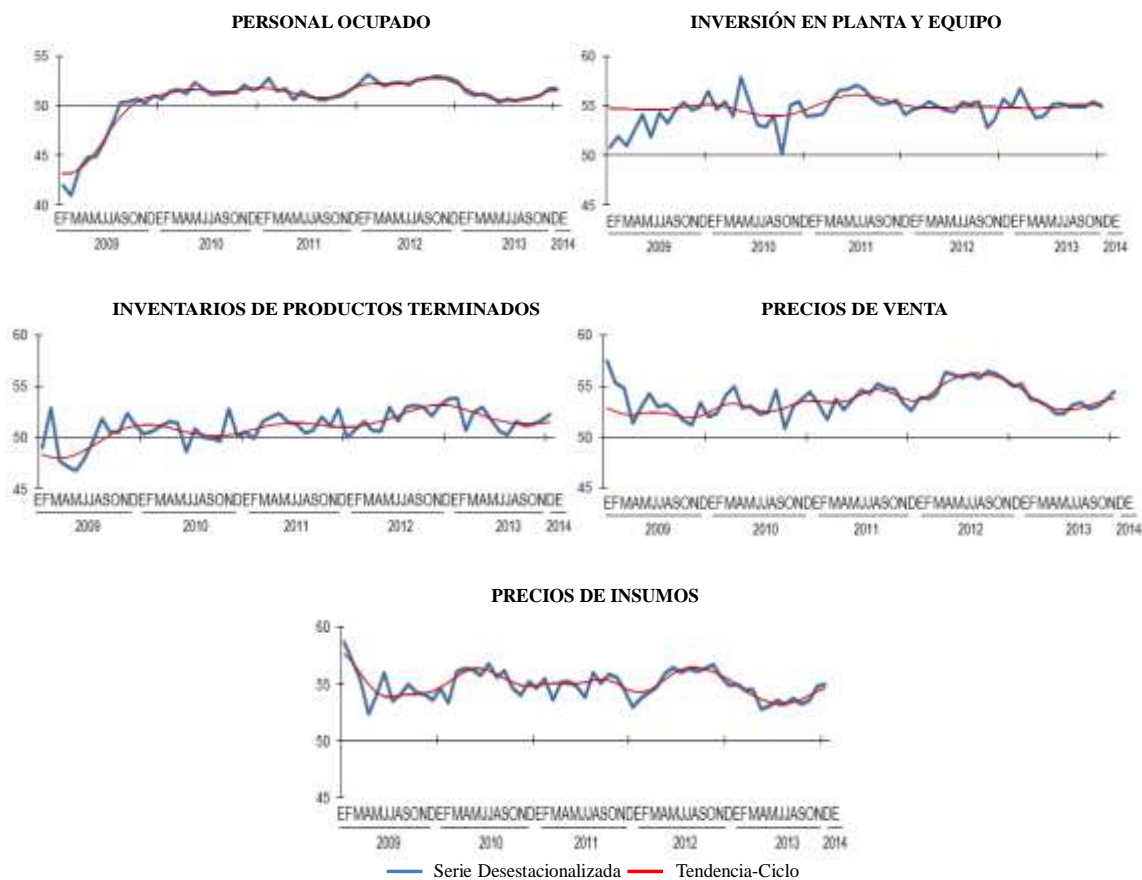 PERSONAL OCUPADO
55
50
45
40
EFMAMJJASONDEFMAMJJASONDEFMAMJJASONDEFMAMJJASONDEFMAMJJASONDE
2009 2010 2011 2012 2013 2014
INVERSIÓN EN PLANTA Y EQUIPO
60
55
50
45
EFMAMJJASONDEFMAMJJASONDEFMAMJJASONDEFMAMJJASONDEFMAMJJASONDE
2009 2010 2011 2012 2013 2014
INVENTARIOS DE PRODUCTOS TERMINADOS
60
55
50
45
EFMAMJJASONDEFMAMJJASONDEFMAMJJASONDEFMAMJJASONDEFMAMJJASONDE
2009 2010 2011 2012 2013 2014
PRECIOS DE VENTA
60
55
50
45
EFMAMJJASONDEFMAMJJASONDEFMAMJJASONDEFMAMJJASONDEFMAMJJASONDE
2009 2010 2011 2012 2013 2014
PRECIOS DE INSUMOS
60
55
50
45
EFMAMJJASONDEFMAMJJASONDEFMAMJJASONDEFMAMJJASONDEFMAMJJASONDE
2009 2010 2011 2012 2013 2014
Serie Desestacionalizada Tendencia-Ciclo